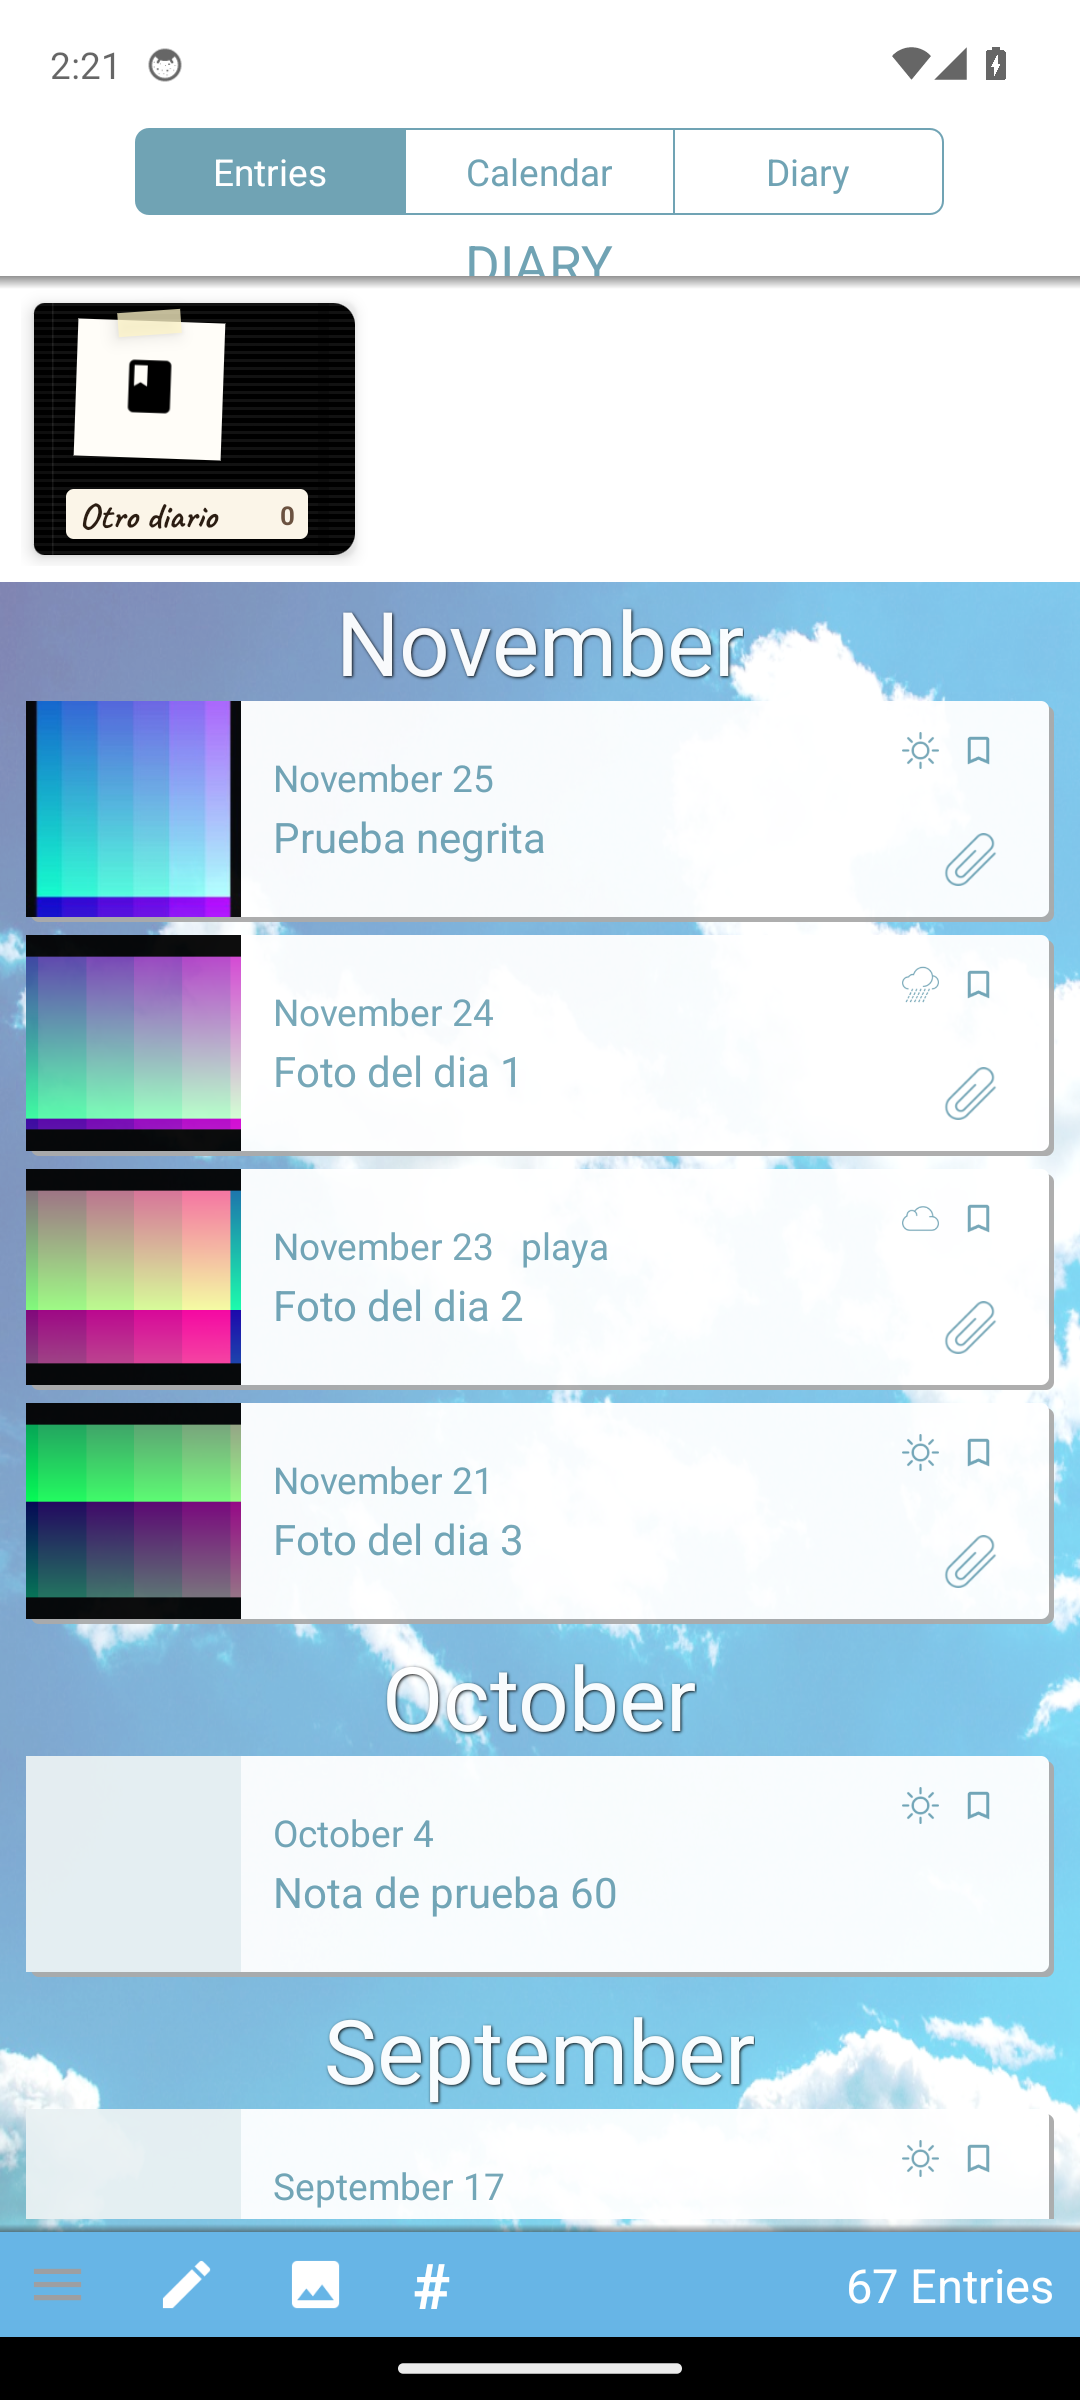 2:21
Entries Calendar Diary
DIARY
Otro diario 0
November
November 25
Prueba negrita
November 24
Foto del dia 1
November 23 playa
Foto del dia 2
November 21
Foto del dia 3
October
October 4
Nota de prueba 60
September
September 17
# 67 Entries